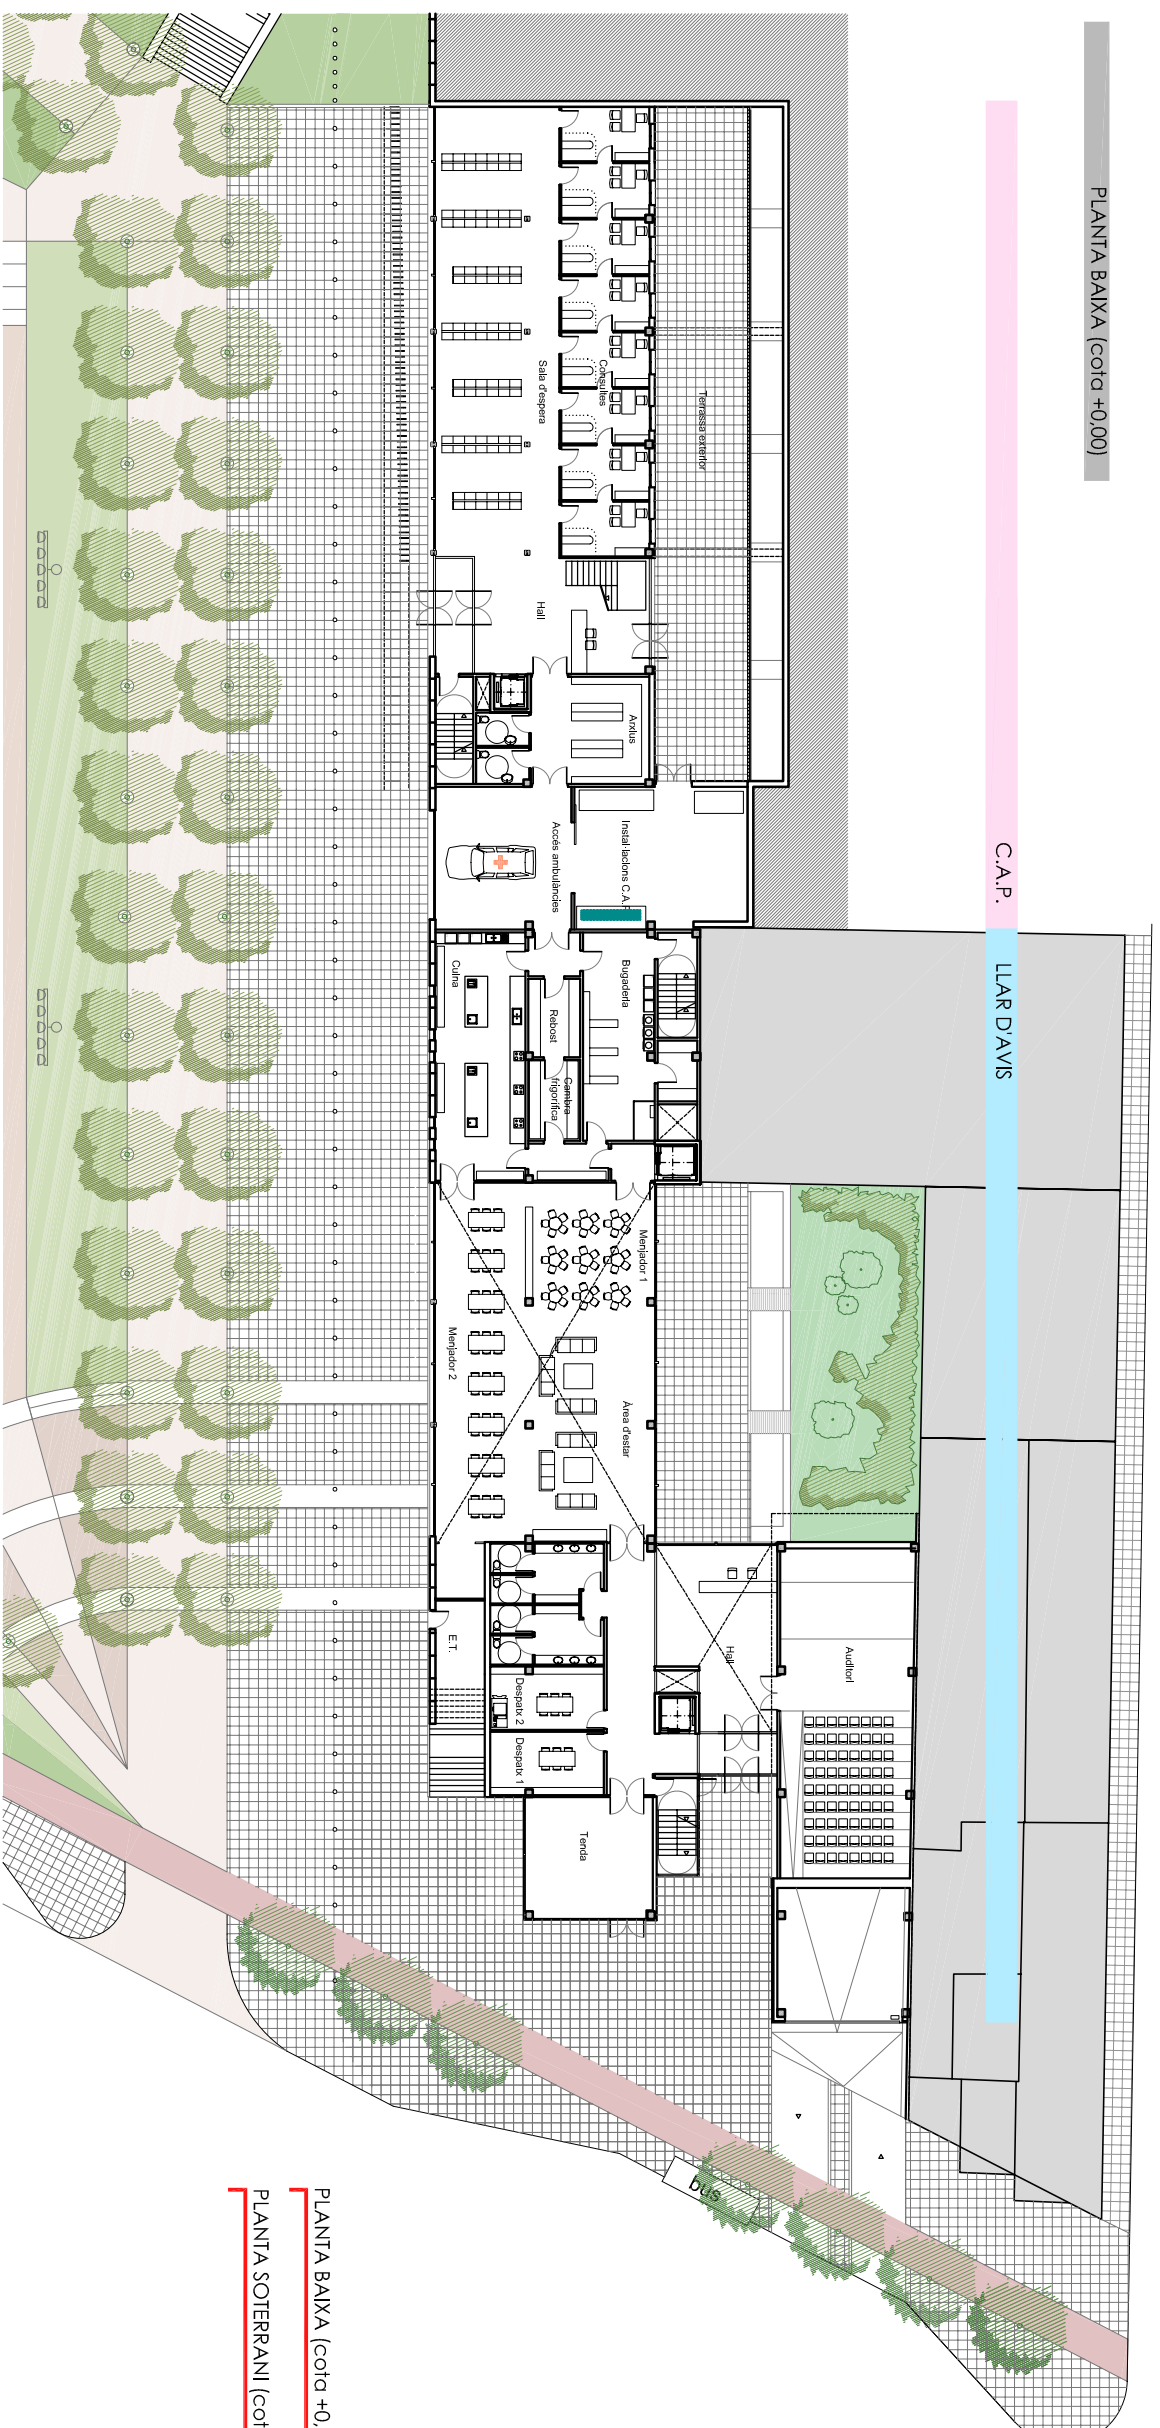 PLANTA BAIXA (cota +0,00)
C.A.P.
LLAR D'AVIS
Terrassa exterior
Consultes
Sala d'espera
Hall
Arxius
Instal·lacions C.A.P
Accés ambulàncies
Bugaderia
Rebost
Cambra
frigorífica
Cuina
Menjador 1
Menjador 2
Àrea d'estar
Auditori
Hall
E.T.
Despatx 2
Despatx 1
Tenda
bus
PLANTA BAIXA (cota +0,
PLANTA SOTERRANI (cot